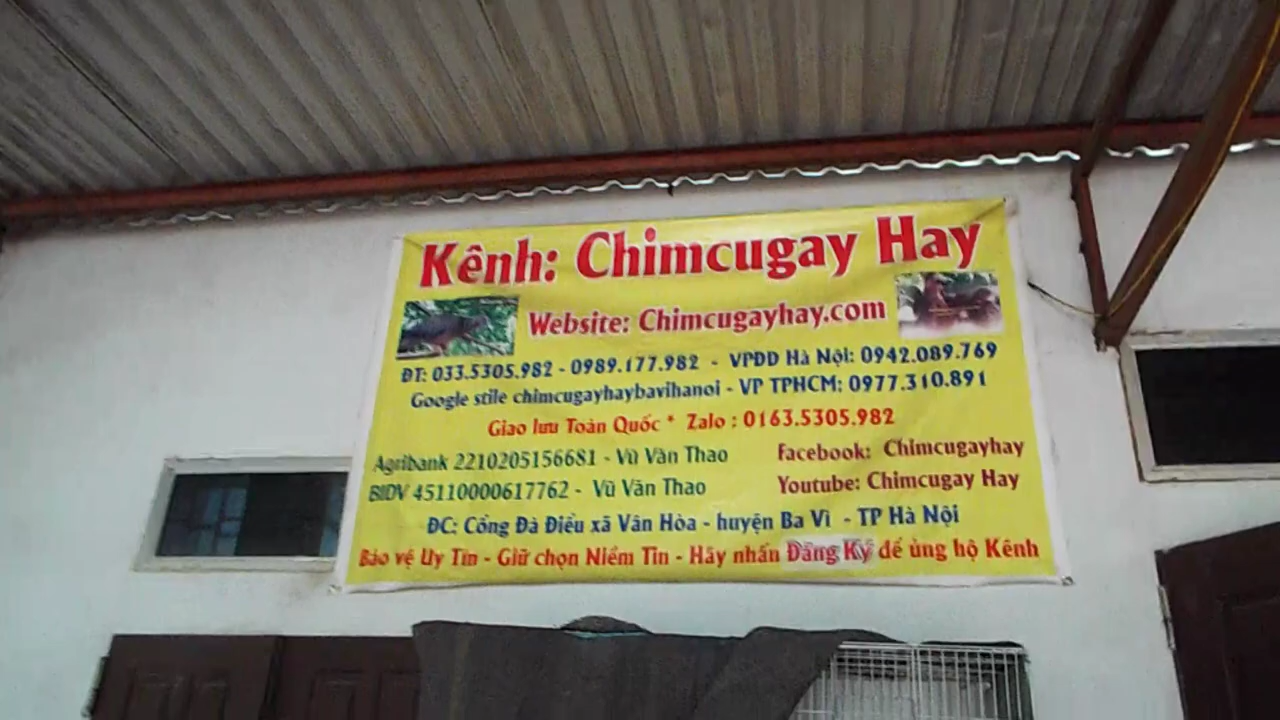 Kênh: Chimcugay Hay
Website: Chimcugayhay.com
ĐT: 033.5305.982 - 0989.177.982 - VPĐD Hà Nội: 0942.089.769
Google stile chimcugayhaybavihanoi - VP TPHCM: 0977.310.891
Giao lưu Toàn Quốc * Zalo : 0163.5305.982
Agribank 2210205156681 - Vũ Văn Thao
Facebook: Chimcugayhay
BIDV 45110000617762 - Vũ Văn Thao
Youtube: Chimcugay Hay
ĐC: Cổng Đà Điểu xã Vân Hòa - huyện Ba Vì - TP Hà Nội
Bảo vệ Uy Tín - Giữ chọn Niềm Tin - Hãy nhấn Đăng Ký để ủng hộ Kênh